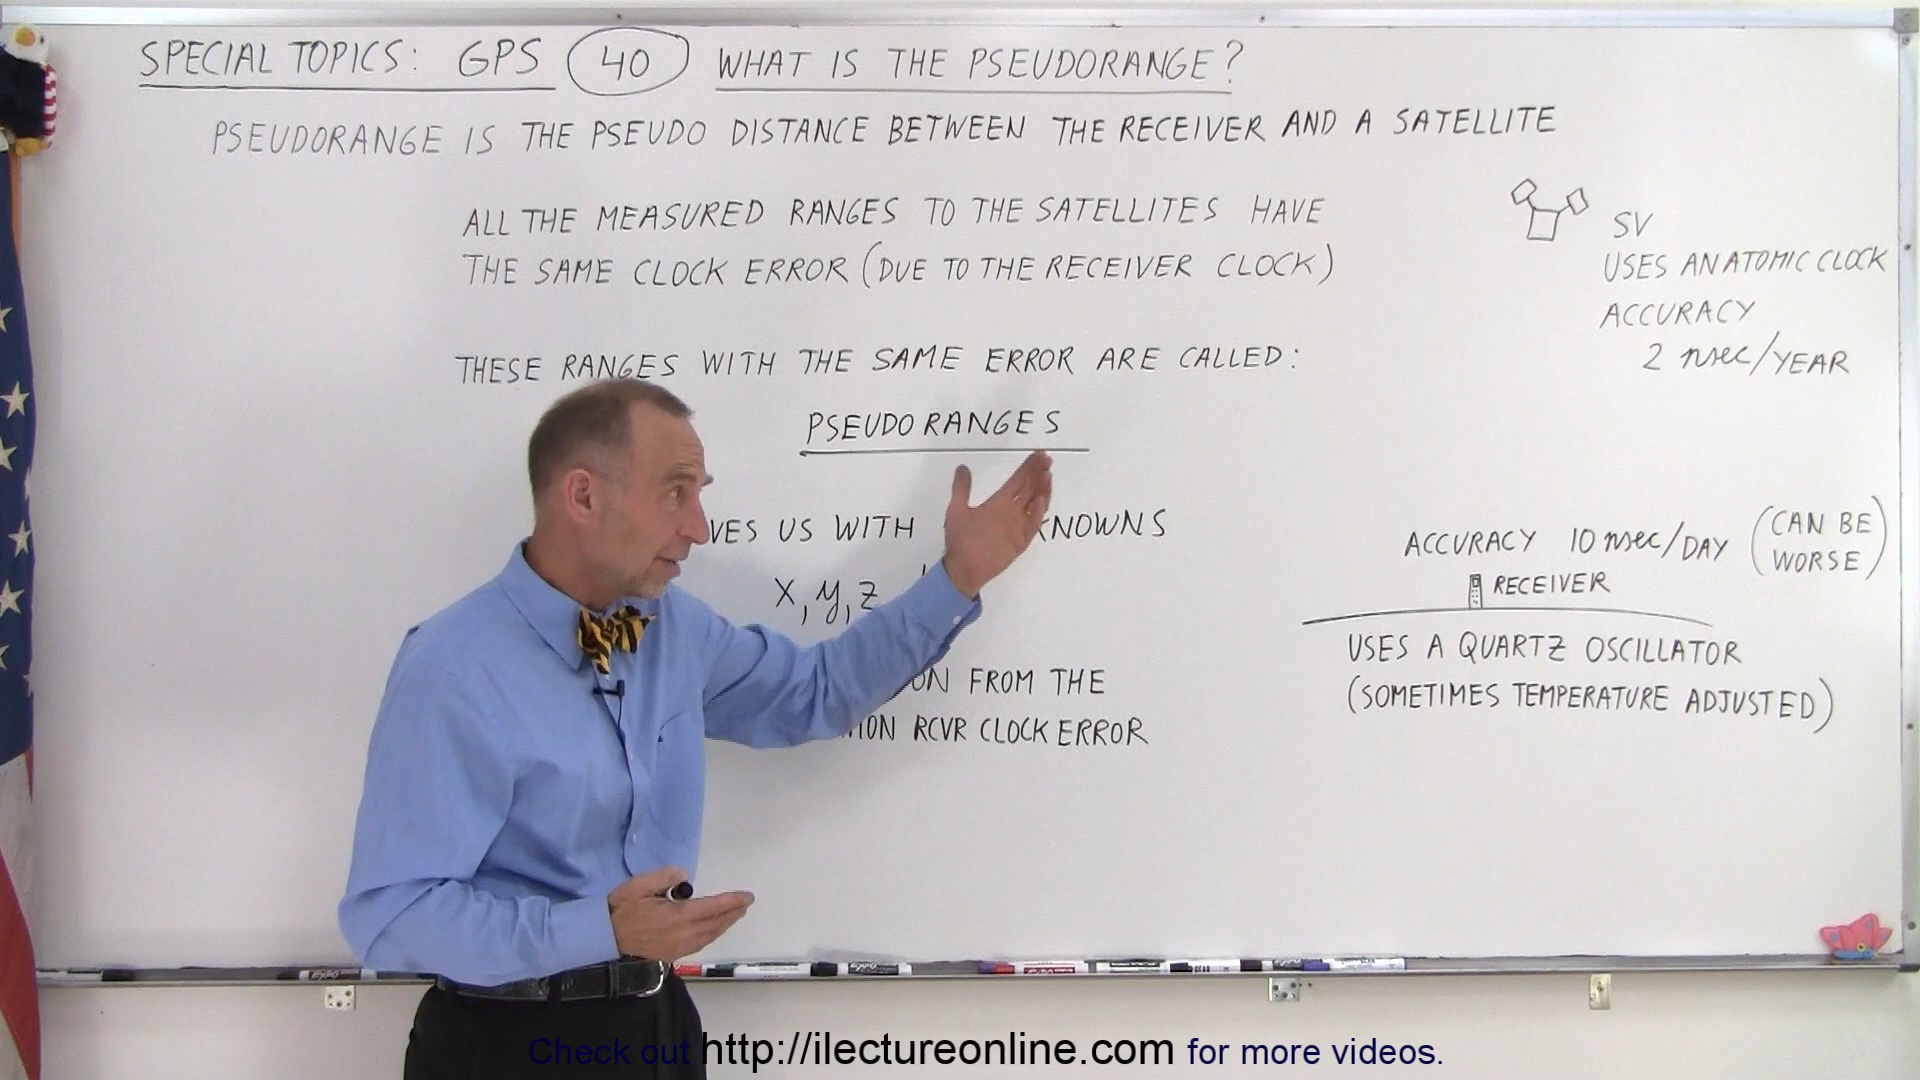 SPECIAL TOPICS: GPS 40 WHAT IS THE PSEUDORANGE?
PSEUDORANGE IS THE PSEUDO DISTANCE BETWEEN THE RECEIVER AND A SATELLITE
ALL THE MEASURED RANGES TO THE SATELLITES HAVE
THE SAME CLOCK ERROR (DUE TO THE RECEIVER CLOCK)
THESE RANGES WITH THE SAME ERROR ARE CALLED:
PSEUDORANGES
US WITH
X, y, z
FROM THE
RCVR CLOCK ERROR
SV
USES AN ATOMIC CLOCK
ACCURACY
2 nsec/YEAR
ACCURACY 10 nsec/DAY (CAN BE WORSE)
RECEIVER
USES A QUARTZ OSCILLATOR
(SOMETIMES TEMPERATURE ADJUSTED)
Check out http://ilectureonline.com for more videos.